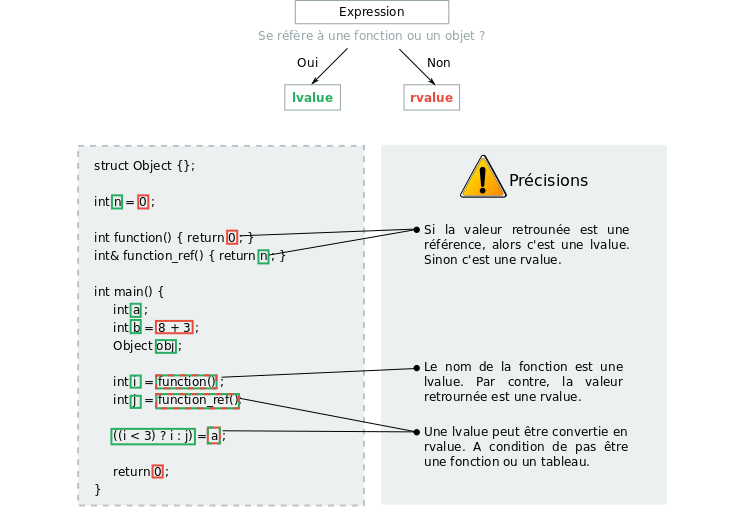 Expression
Se réfère à une fonction ou un objet ?
Oui
Non
lvalue
rvalue
struct Object {};
int n = 0 ;
int function() { return 0 ; }
int& function_ref() { return n ; }
int main() {
int a ;
int b = 8 + 3 ;
Object obj ;
int i = function() ;
int j = function_ref();
((i < 3) ? i : j) = a ;
return 0 ;
}
Précisions
Si la valeur retrounée est une
référence, alors c'est une lvalue.
Sinon c'est une rvalue.
Le nom de la fonction est une
lvalue. Par contre, la valeur
retrournée est une rvalue.
Une lvalue peut être convertie en
rvalue. A condition de pas être
une fonction ou un tableau.